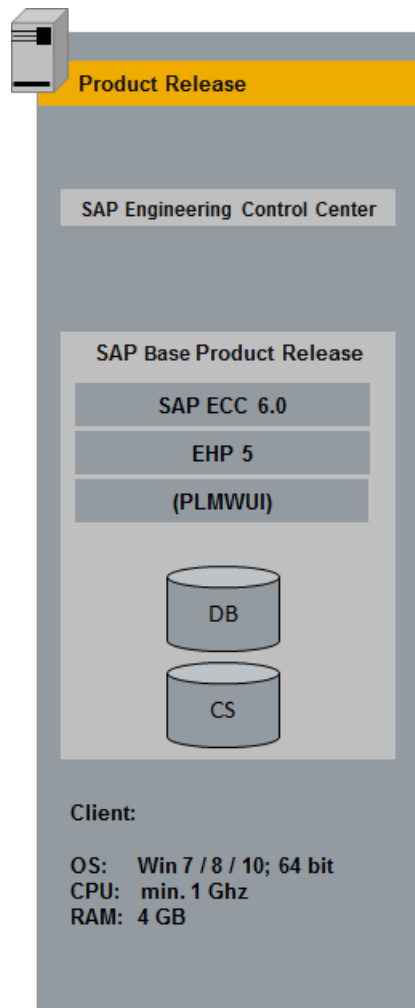 Product Release
SAP Engineering Control Center
SAP Base Product Release
SAP ECC 6.0
EHP 5
(PLMWUI)
DB
CS
Client:
OS: Win 7 / 8 / 10; 64 bit
CPU: min. 1 Ghz
RAM: 4 GB